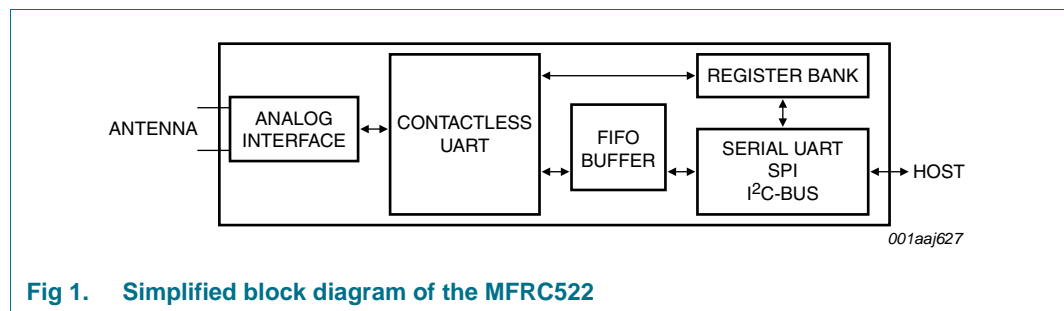 ANTENNA
ANALOG
INTERFACE
CONTACTLESS
UART
FIFO
BUFFER
REGISTER BANK
SERIAL UART
SPI
I²C-BUS
HOST
001aaj627
Fig 1. Simplified block diagram of the MFRC522